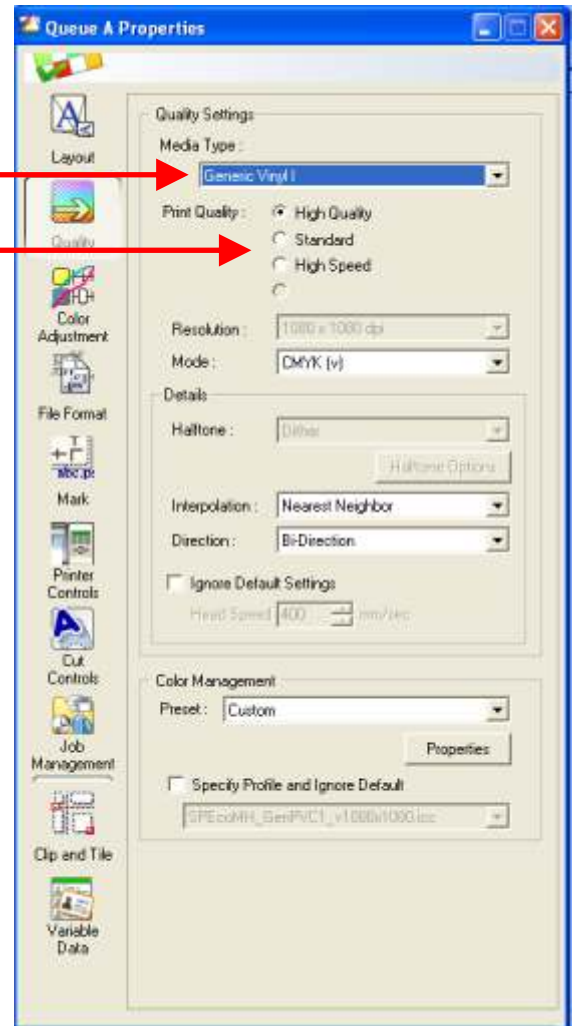 Queue A Properties
Layout
Quality
Color
Adjustment
File Format
Mark
Printer
Controls
Cut
Controls
Job
Management
Clip and Tile
Variable
Data
Quality Settings
Media Type :
Generic Vinyl I
Print Quality :
High Quality
Standard
High Speed
Resolution :
1080 x 1080 dpi
Mode :
CMYK (v)
Details
Halftone :
Dither
Halftone Options
Interpolation :
Nearest Neighbor
Direction :
Bi-Direction
Ignore Default Settings
Head Speed 400 mm/sec
Color Management
Preset : Custom
Properties
Specify Profile and Ignore Default